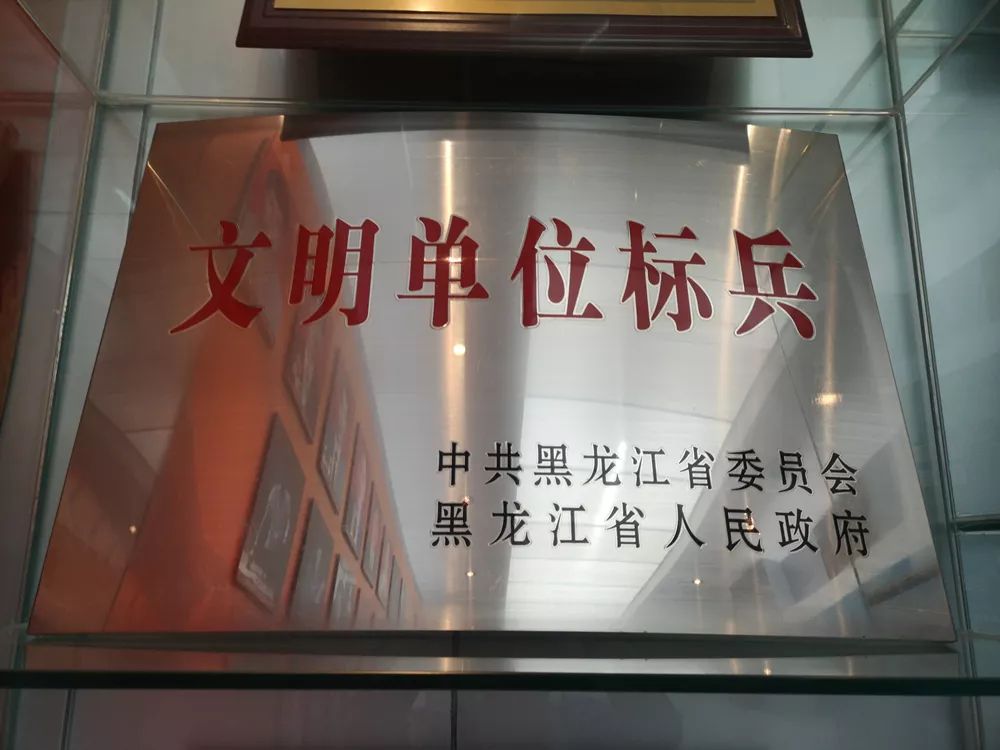 文明单位标兵
中共黑龙江省委员会
黑龙江省人民政府